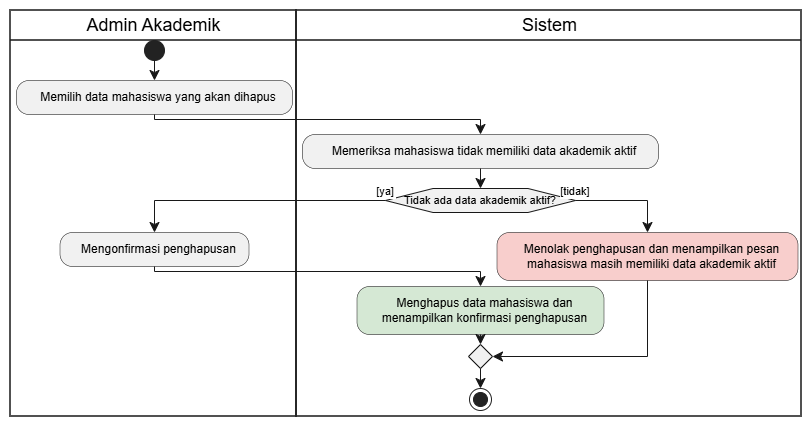 Admin Akademik
Sistem
Memilih data mahasiswa yang akan dihapus
Memeriksa mahasiswa tidak memiliki data akademik aktif
[ya]
Tidak ada data akademik aktif?
[tidak]
Mengonfirmasi penghapusan
Menolak penghapusan dan menampilkan pesan
mahasiswa masih memiliki data akademik aktif
Menghapus data mahasiswa dan
menampilkan konfirmasi penghapusan